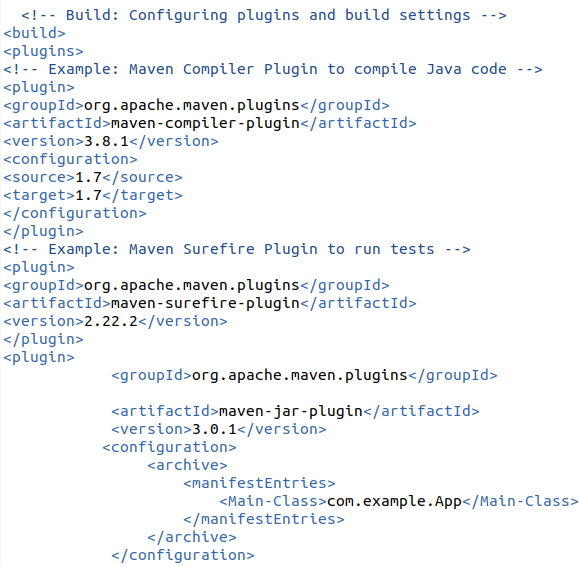 <!-- Build: Configuring plugins and build settings -->
<build>
<plugins>
<!-- Example: Maven Compiler Plugin to compile Java code -->
<plugin>
<groupId>org.apache.maven.plugins</groupId>
<artifactId>maven-compiler-plugin</artifactId>
<version>3.8.1</version>
<configuration>
<source>1.7</source>
<target>1.7</target>
</configuration>
</plugin>
<!-- Example: Maven Surefire Plugin to run tests -->
<plugin>
<groupId>org.apache.maven.plugins</groupId>
<artifactId>maven-surefire-plugin</artifactId>
<version>2.22.2</version>
</plugin>
<plugin>
<groupId>org.apache.maven.plugins</groupId>
<artifactId>maven-jar-plugin</artifactId>
<version>3.0.1</version>
<configuration>
<archive>
<manifestEntries>
<Main-Class>com.example.App</Main-Class>
</manifestEntries>
</archive>
</configuration>